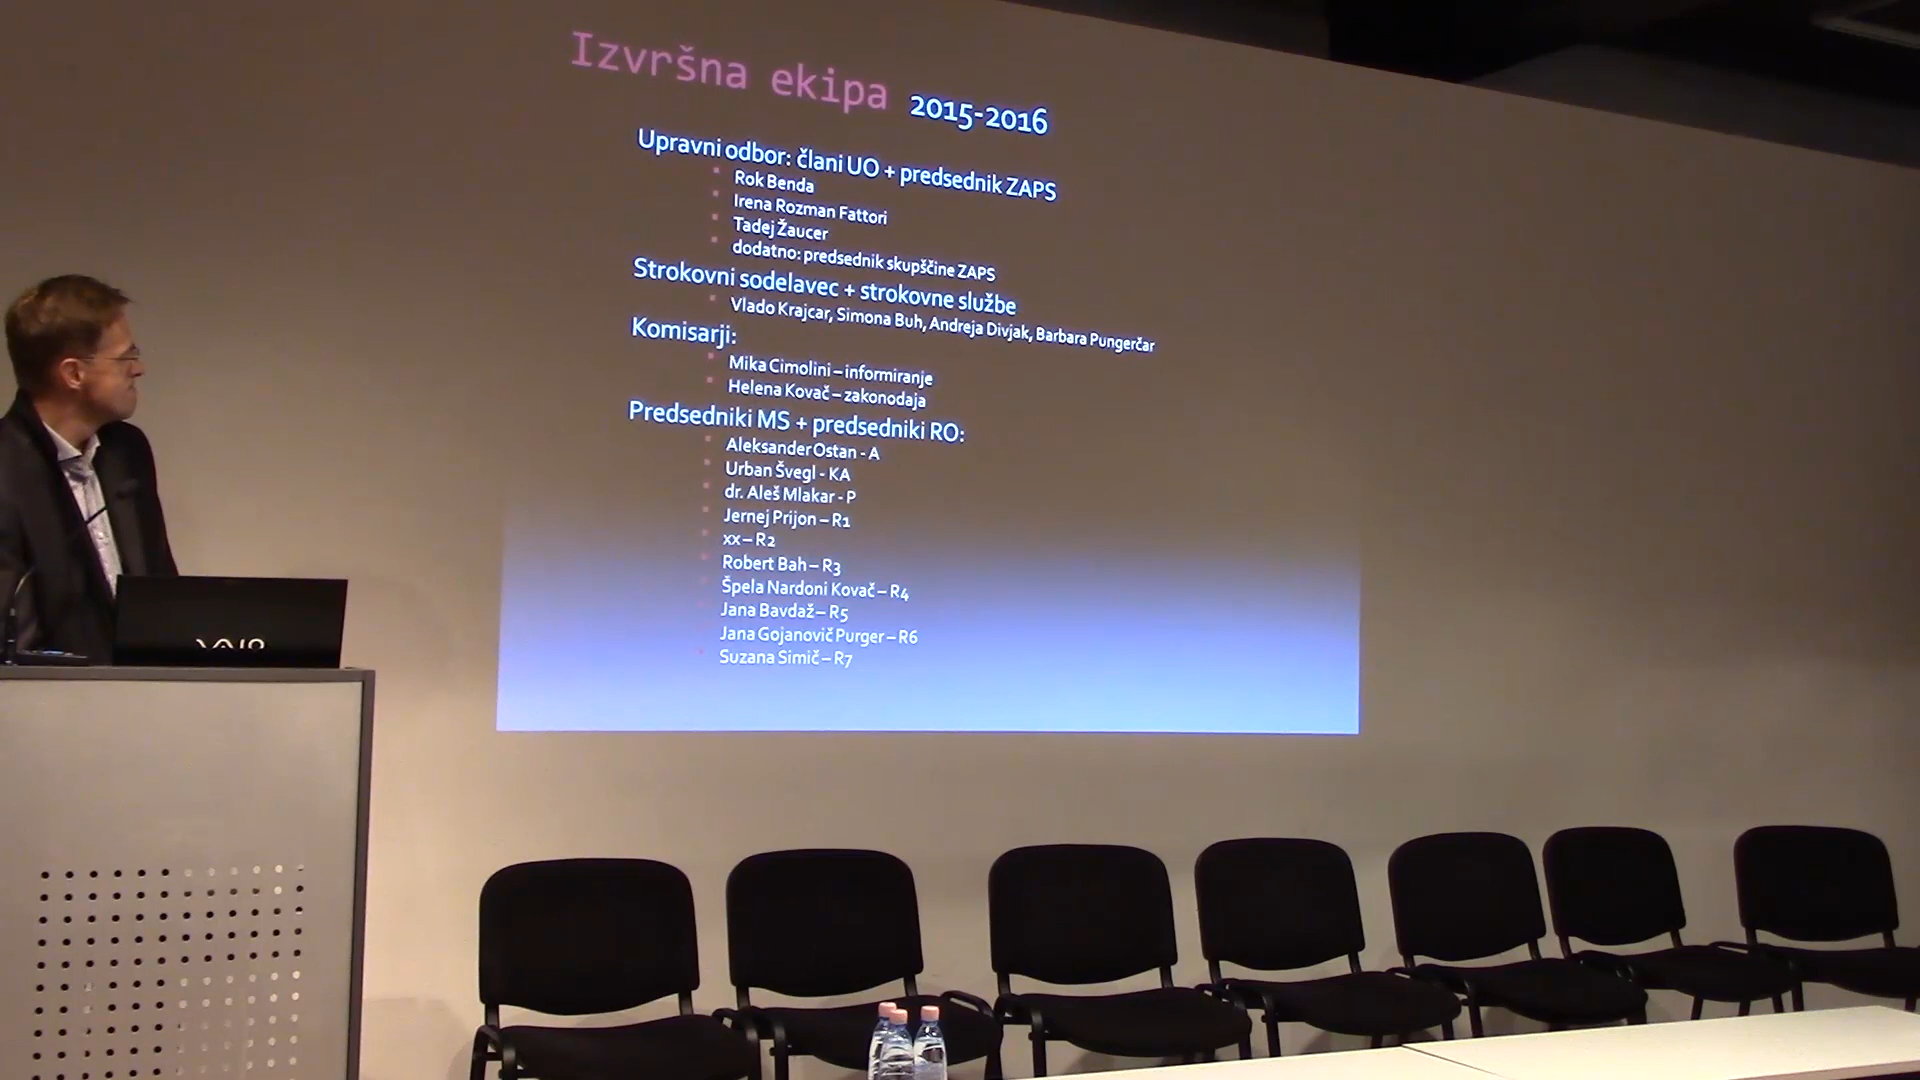 Izvršna ekipa 2015-2016
Upravni odbor: člani UO + predsednik ZAPS
Rok Benda
Irena Rozman Fattori
Tadej Žaucer
dodatno: predsednik skupščine ZAPS
Strokovni sodelavec + strokovne službe
Vlado Krajcar, Simona Buh, Andreja Divjak, Barbara Pungerčar
Komisarji:
Mika Cimolini – informiranje
Helena Kovač – zakonodaja
Predsedniki MS + predsedniki RO:
Aleksander Ostan - A
Urban Švegl - KA
dr. Aleš Mlakar - P
Jernej Prijon – R1
xx – R2
Robert Bah – R3
Špela Nardoni Kovač – R4
Jana Bavdaž – R5
Jana Gojanovič Purger – R6
Suzana Simič – R7
VAIO